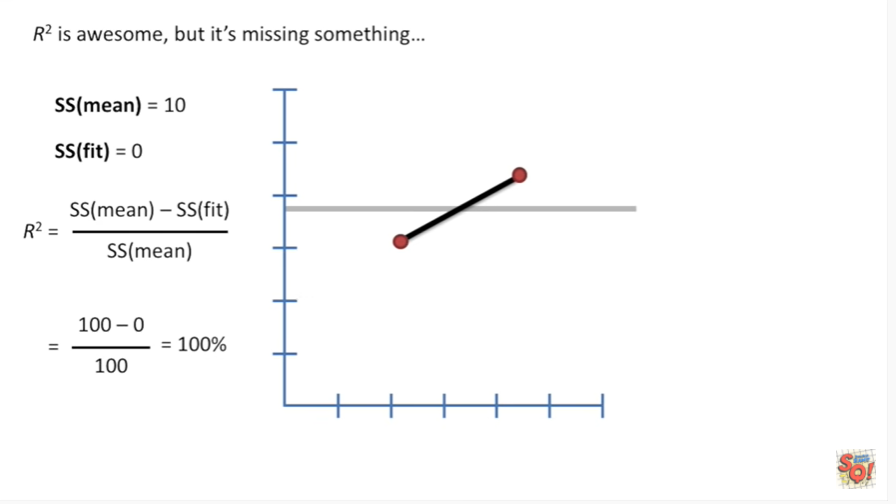 R² is awesome, but it's missing something...
SS(mean) = 10
SS(fit) = 0
R² =
SS(mean) – SS(fit)
SS(mean)
=
100 – 0
100
= 100%
SQ!